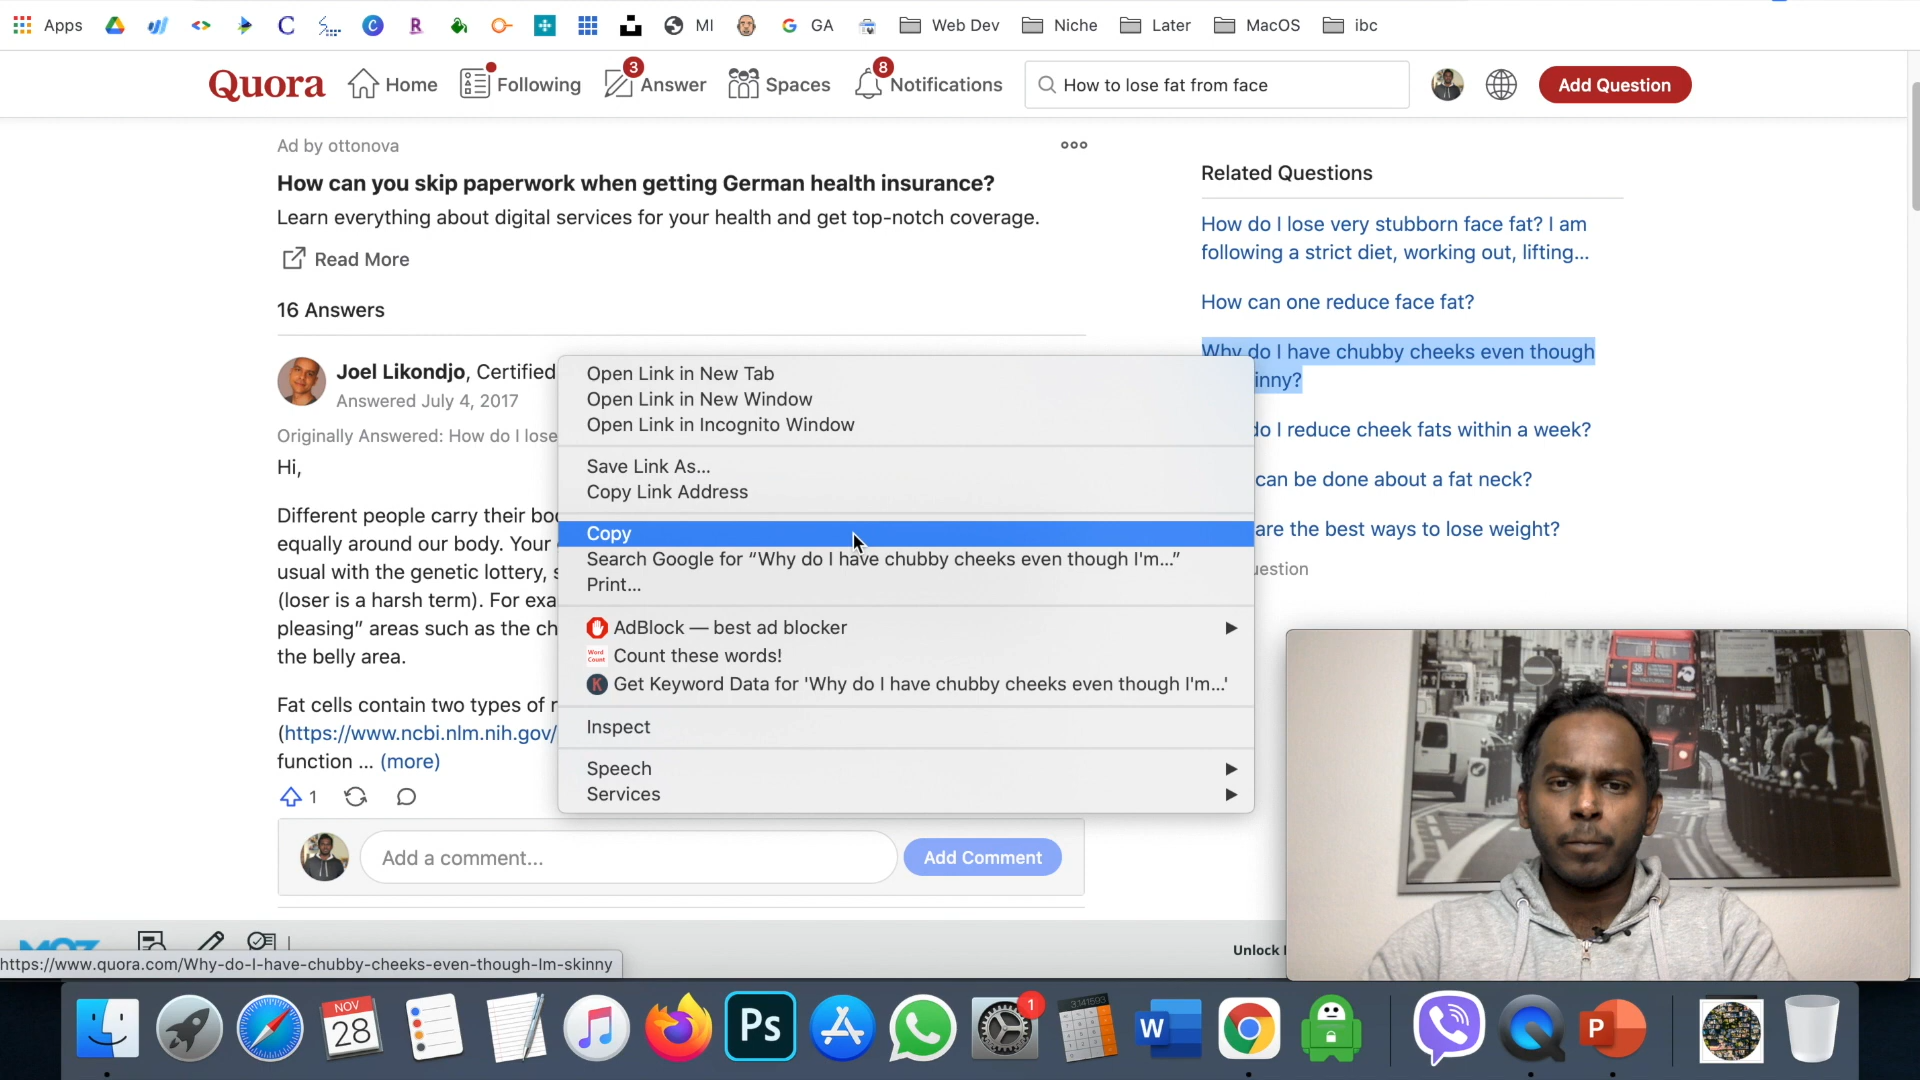 Apps
MI
GA
Web Dev
Niche
Later
MacOS
ibc
Quora
Home
Following
3
Answer
Spaces
8
Notifications
How to lose fat from face
Add Question
Ad by ottonova
How can you skip paperwork when getting German health insurance?
Learn everything about digital services for your health and get top-notch coverage.
Read More
16 Answers
Joel Likondjo, Certified
Answered July 4, 2017
Originally Answered: How do I lose
Hi,
Different people carry their
equally around our body. Your
usual with the genetic lottery,
(loser is a harsh term). For
pleasing” areas such as the
the belly area.
Fat cells contain two types of
(https://www.ncbi.nlm.nih.gov/
function ... (more)
1
Add a comment...
Add Comment
Open Link in New Tab
Open Link in New Window
Open Link in Incognito Window
Save Link As...
Copy Link Address
Copy
Search Google for “Why do I have chubby cheeks even though I'm...”
Print...
AdBlock — best ad blocker
Word Count
Count these words!
K
Get Keyword Data for 'Why do I have chubby cheeks even though I'm...'
Inspect
Speech
Services
Related Questions
How do I lose very stubborn face fat? I am
following a strict diet, working out, lifting...
How can one reduce face fat?
Why do I have chubby cheeks even though
inny?
do I reduce cheek fats within a week?
can be done about a fat neck?
are the best ways to lose weight?
uestion
MOZ
Unlock
https://www.quora.com/Why-do-I-have-chubby-cheeks-even-though-Im-skinny
NOV
28
Ps
1
3.141593
W
P